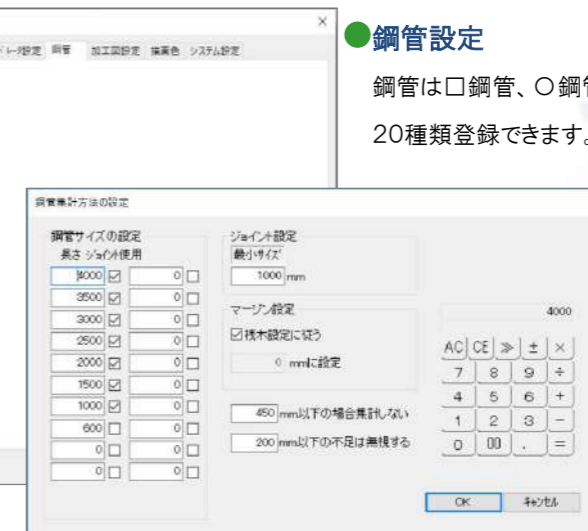 鋼管 加工図設定 描画色 システム設定
●鋼管設定
鋼管は□鋼管、○鋼
20種類登録できます。
鋼管集計方法の設定
鋼管サイズの設定
長さ ジョイント使用
4000 0
3500 0
3000 0
2500 0
2000 0
1500 0
1000 0
600 0
0 0
0 0
ジョイント設定
最小サイズ
1000 mm
マージン設定
桟木設定に従う
0 mmに設定
450 mm以下の場合集計しない
200 mm以下の不足は無視する
4000
AC CE ≫ ± ×
7 8 9 ÷
4 5 6 +
1 2 3 -
0 00 . =
OK キャンセル